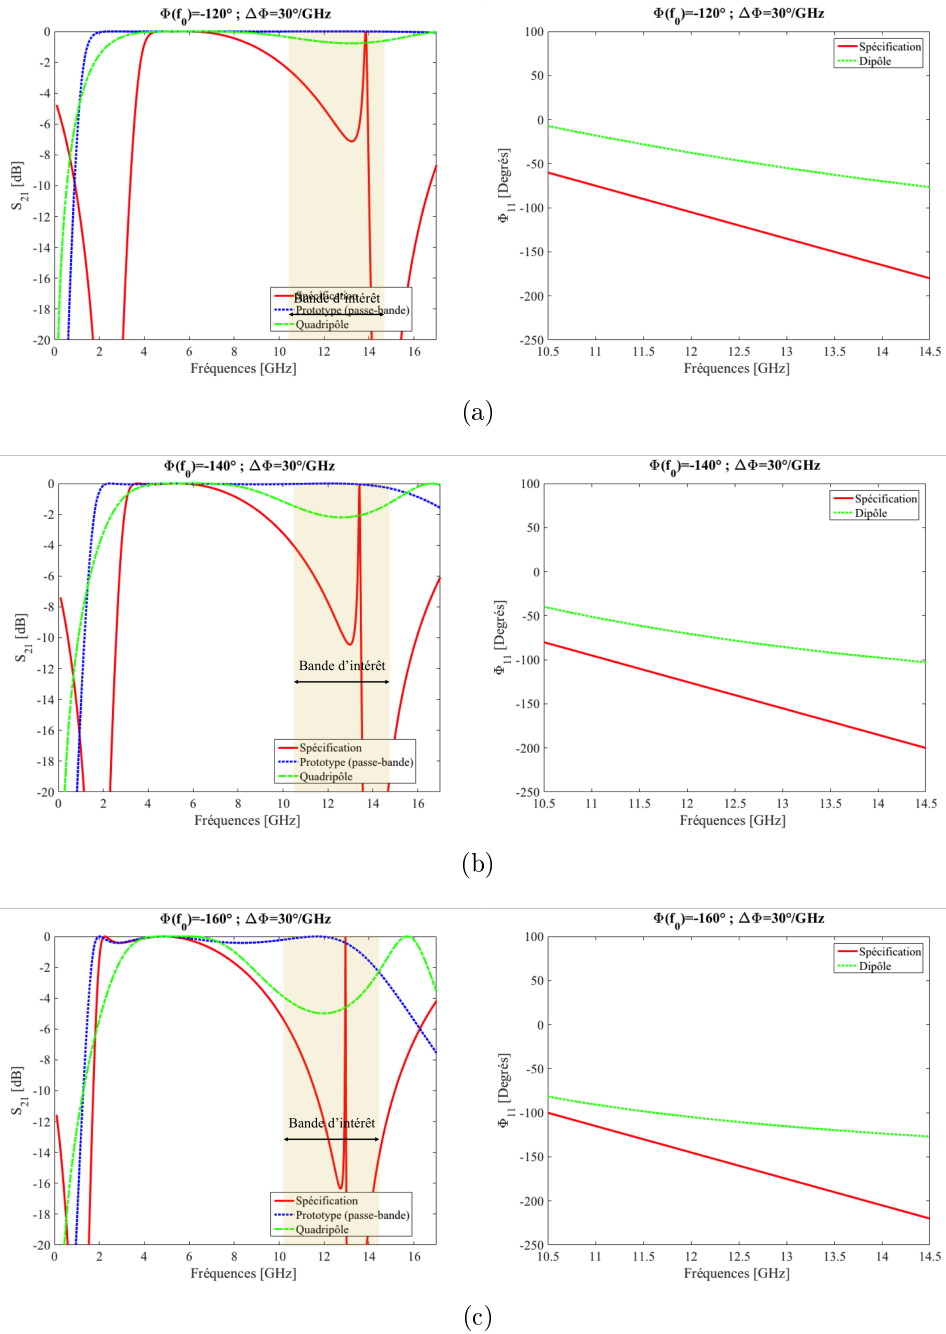 Φ(f0)=-120° ; ΔΦ=30°/GHz
0
-2
-4
-6
-8
-10
-12
-14
-16
-18
-20
S21 [dB]
Spécification
Bande d'intérêt
Prototype (passe-bande)
Quadripôle
0 2 4 6 8 10 12 14 16
Fréquences [GHz]
Φ(f0)=-120° ; ΔΦ=30°/GHz
100
50
0
-50
-100
-150
-200
-250
Φ11 [Degrés]
Spécification
Dipôle
10.5 11 11.5 12 12.5 13 13.5 14 14.5
Fréquences [GHz]
(a)
Φ(f0)=-140° ; ΔΦ=30°/GHz
0
-2
-4
-6
-8
-10
-12
-14
-16
-18
-20
S21 [dB]
Bande d'intérêt
Spécification
Prototype (passe-bande)
Quadripôle
0 2 4 6 8 10 12 14 16
Fréquences [GHz]
Φ(f0)=-140° ; ΔΦ=30°/GHz
100
50
0
-50
-100
-150
-200
-250
Φ11 [Degrés]
Spécification
Dipôle
10.5 11 11.5 12 12.5 13 13.5 14 14.5
Fréquences [GHz]
(b)
Φ(f0)=-160° ; ΔΦ=30°/GHz
0
-2
-4
-6
-8
-10
-12
-14
-16
-18
-20
S21 [dB]
Bande d'intérêt
Spécification
Prototype (passe-bande)
Quadripôle
0 2 4 6 8 10 12 14 16
Fréquences [GHz]
Φ(f0)=-160° ; ΔΦ=30°/GHz
100
50
0
-50
-100
-150
-200
-250
Φ11 [Degrés]
Spécification
Dipôle
10.5 11 11.5 12 12.5 13 13.5 14 14.5
Fréquences [GHz]
(c)